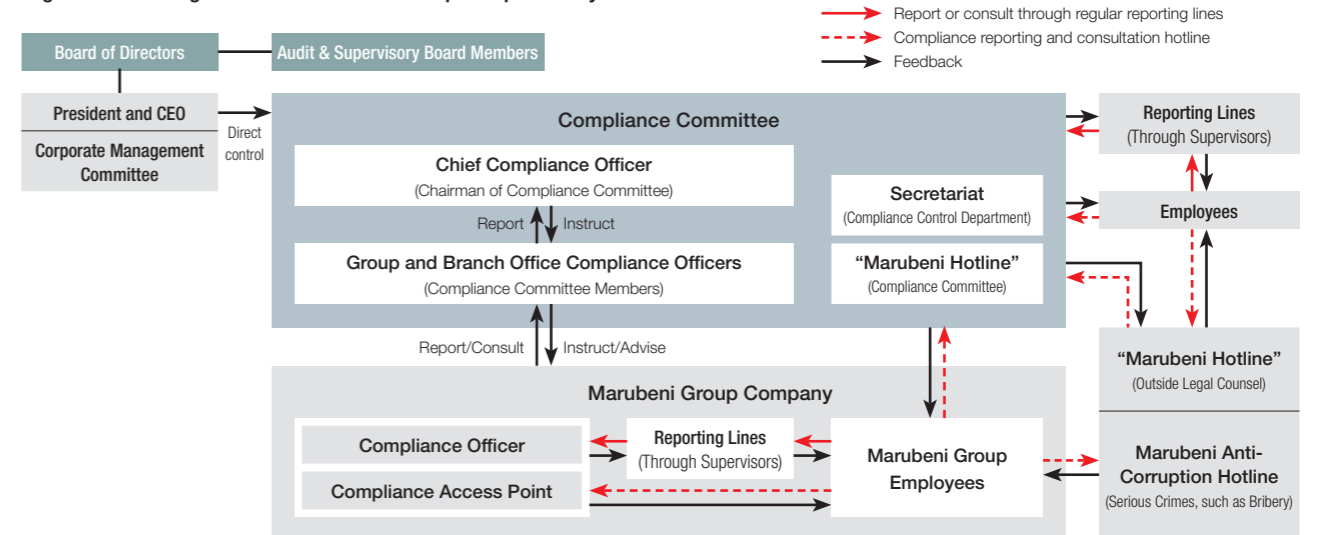 Report or consult through regular reporting lines
Compliance reporting and consultation hotline
Feedback
Board of Directors
Audit & Supervisory Board Members
President and CEO
Corporate Management
Committee
Direct
control
Compliance Committee
Chief Compliance Officer
(Chairman of Compliance Committee)
Report
Instruct
Group and Branch Office Compliance Officers
(Compliance Committee Members)
Secretariat
(Compliance Control Department)
“Marubeni Hotline”
(Compliance Committee)
Reporting Lines
(Through Supervisors)
Employees
Report/Consult
Instruct/Advise
“Marubeni Hotline”
(Outside Legal Counsel)
Marubeni Anti-
Corruption Hotline
(Serious Crimes, such as Bribery)
Marubeni Group Company
Compliance Officer
Compliance Access Point
Reporting Lines
(Through Supervisors)
Marubeni Group
Employees